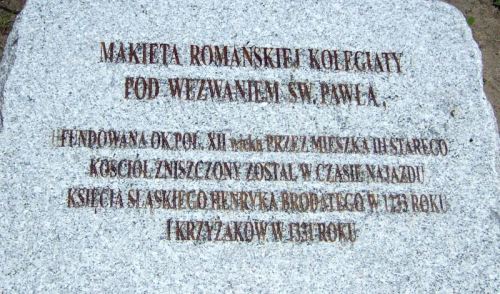 MAKIETA ROMAŃSKIEJ KOLEGIATY
POD WEZWANIEM ŚW. PAWŁA,
FUNDOWANA OK. POŁ. XII wieku PRZEZ MIESZKA III STAREGO
KOŚCIÓŁ ZNISZCZONY ZOSTAŁ W CZASIE NAJAZDU
KSIĘCIA ŚLĄSKIEGO HENRYKA BRODATEGO W 1233 ROKU
I KRZYŻAKÓW W 1331 ROKU